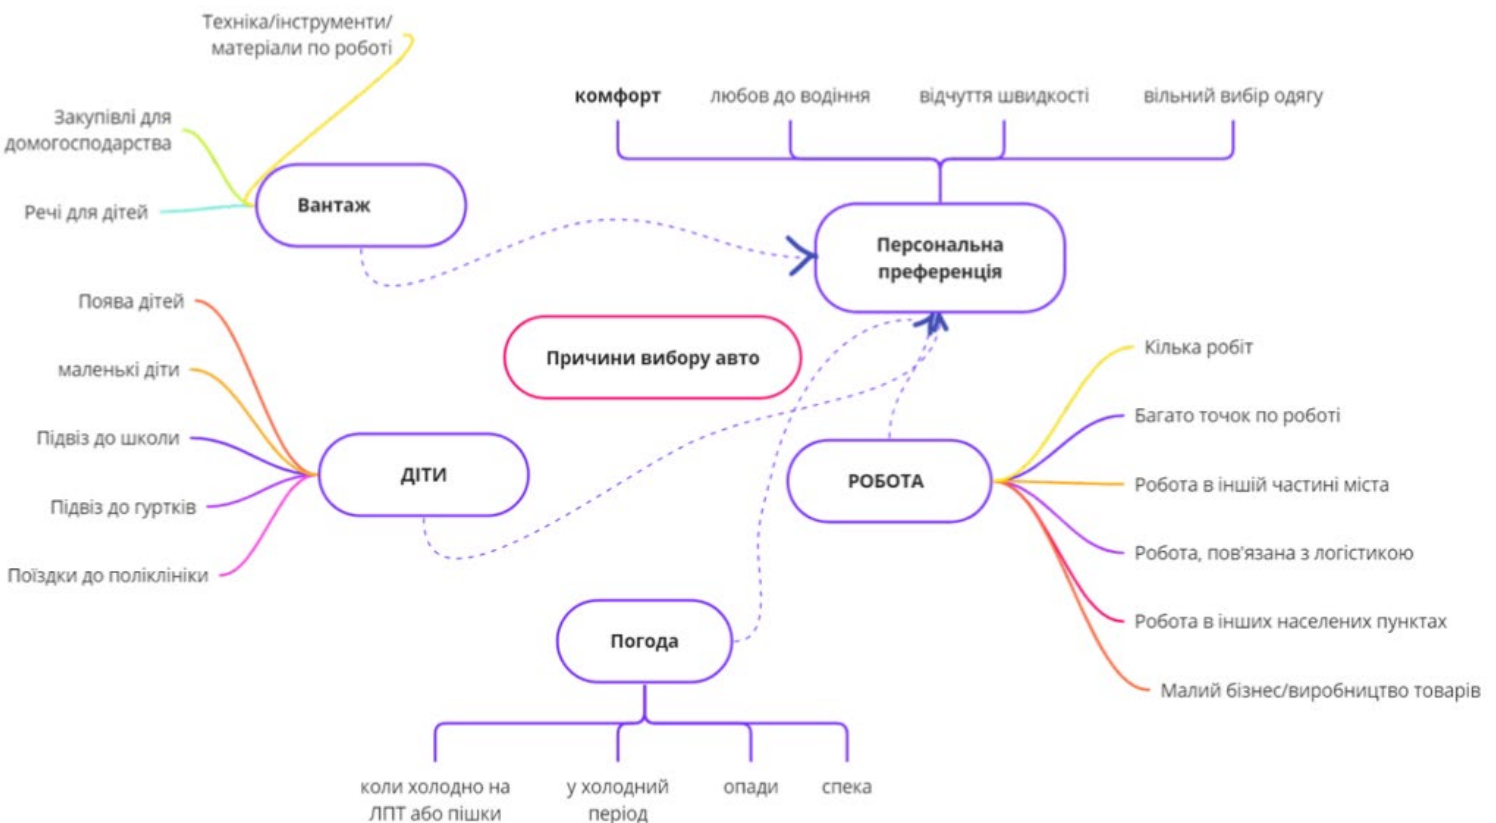 Техніка/інструменти/
матеріали по роботі
Закупівлі для
домогосподарства
Речі для дітей
Вантаж
комфорт
любов до водіння
відчуття швидкості
вільний вибір одягу
Персональна
преференція
Причини вибору авто
Поява дітей
маленькі діти
Підвіз до школи
Підвіз до гуртків
Поїздки до поліклініки
ДІТИ
РОБОТА
Кілька робіт
Багато точок по роботі
Робота в іншій частині міста
Робота, пов'язана з логістикою
Робота в інших населених пунктах
Малий бізнес/виробництво товарів
Погода
коли холодно на
ЛПТ або пішки
у холодний
період
опади
спека